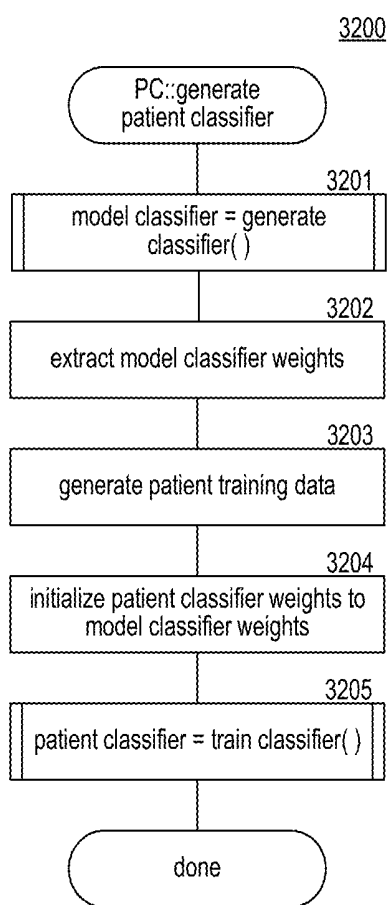 3200
PC::generate
patient classifier
3201
model classifier = generate
classifier( )
3202
extract model classifier weights
3203
generate patient training data
3204
initialize patient classifier weights to
model classifier weights
3205
patient classifier = train classifier( )
done